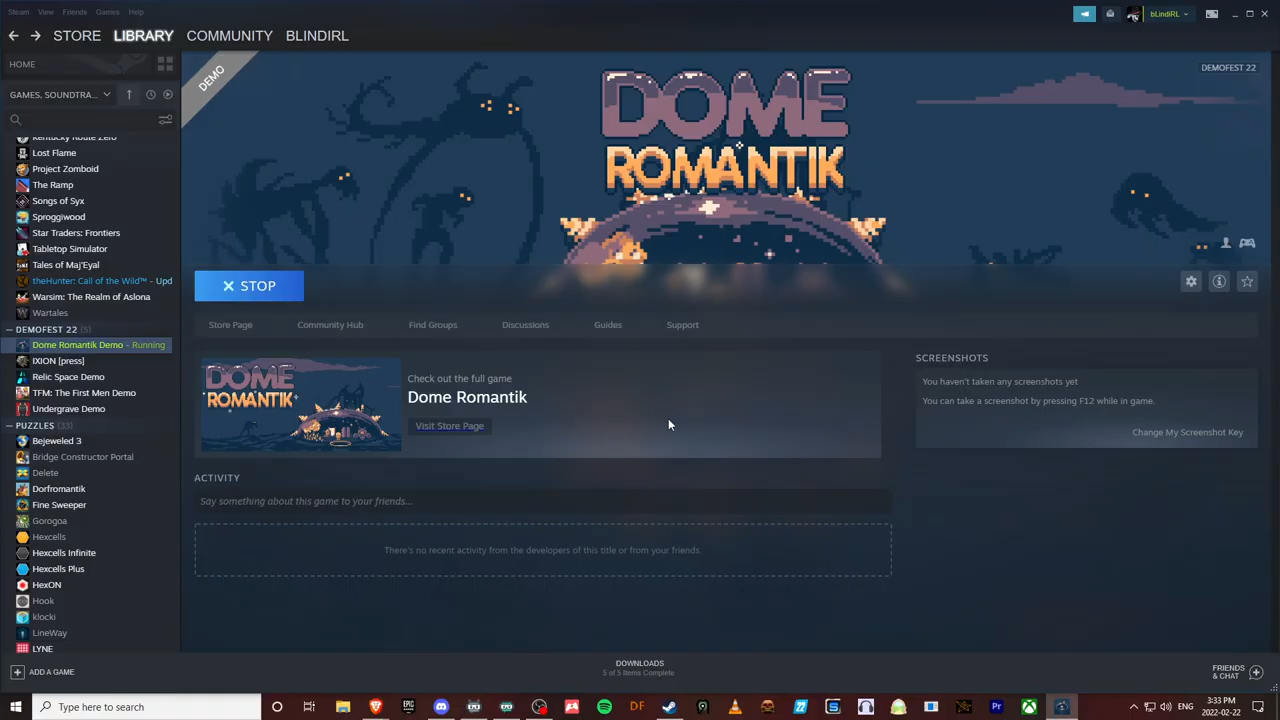 Steam View Friends Games Help
bLindiRL
STORE LIBRARY COMMUNITY BLINDIRL
HOME
GAMES, SOUNDTRA...
Kentucky Route Zero
Lost Flame
Project Zomboid
The Ramp
Songs of Syx
Sproggiwood
Star Traders: Frontiers
Tabletop Simulator
Tales of Maj'Eyal
theHunter: Call of the Wild™ - Upd
Warsim: The Realm of Aslona
Wartales
— DEMOFEST 22 (5)
Dome Romantik Demo - Running
IXION [press]
Relic Space Demo
TFM: The First Men Demo
Undergrave Demo
— PUZZLES (33)
Bejeweled 3
Bridge Constructor Portal
Delete
Dorfromantik
Fine Sweeper
Gorogoa
Hexcells
Hexcells Infinite
Hexcells Plus
HexON
Hook
klocki
LineWay
LYNE
DEMO
DOME
ROMANTIK
DEMOFEST 22
STOP
Store Page Community Hub Find Groups Discussions Guides Support
DOME
ROMANTIK
Check out the full game
Dome Romantik
Visit Store Page
SCREENSHOTS
You haven't taken any screenshots yet
You can take a screenshot by pressing F12 while in game.
Change My Screenshot Key
ACTIVITY
Say something about this game to your friends...
There's no recent activity from the developers of this title or from your friends.
ADD A GAME
DOWNLOADS
5 of 5 Items Complete
FRIENDS
& CHAT
Type here to search
EPIC
DF
Pr
ENG
3:33 PM
2022-02-02